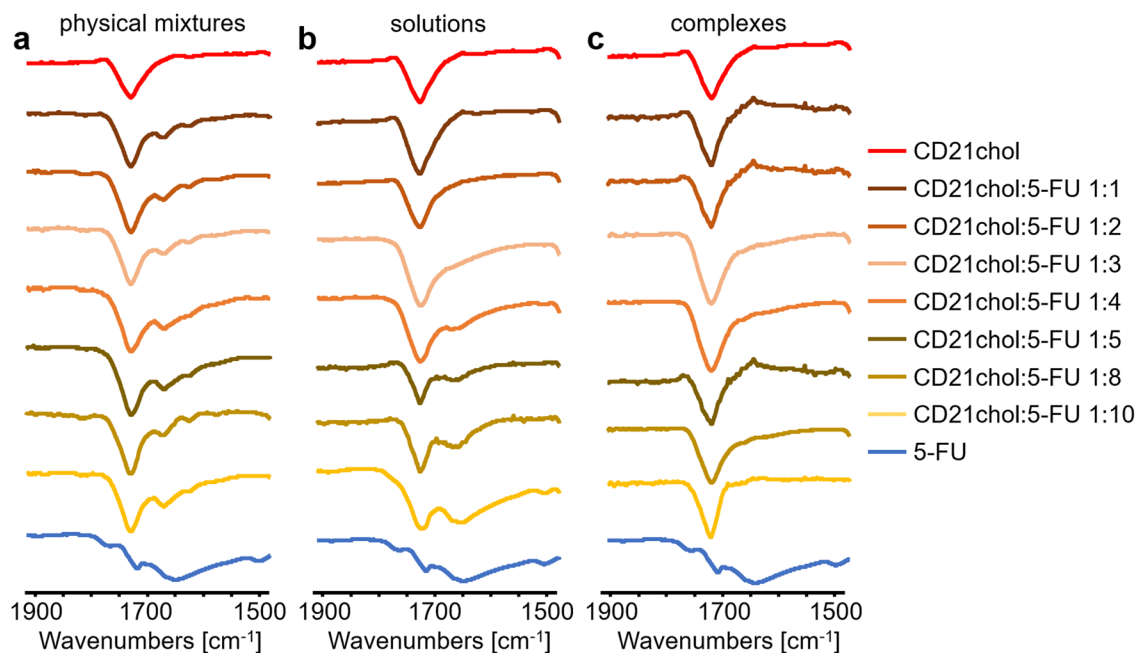 a physical mixtures
b solutions
c complexes
CD21chol
CD21chol:5-FU 1:1
CD21chol:5-FU 1:2
CD21chol:5-FU 1:3
CD21chol:5-FU 1:4
CD21chol:5-FU 1:5
CD21chol:5-FU 1:8
CD21chol:5-FU 1:10
5-FU
1900 1700 1500
Wavenumbers [cm⁻¹]
1900 1700 1500
Wavenumbers [cm⁻¹]
1900 1700 1500
Wavenumbers [cm⁻¹]